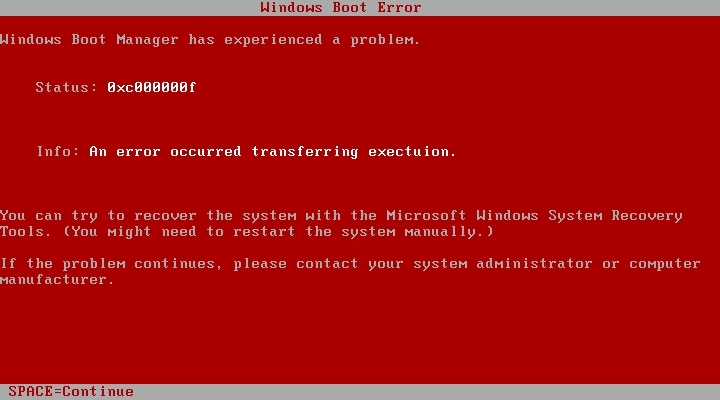 Windows Boot Error
Windows Boot Manager has experienced a problem.
Status: 0xc000000f
Info: An error occurred transferring exectuion.
You can try to recover the system with the Microsoft Windows System Recovery
Tools. (You might need to restart the system manually.)
If the problem continues, please contact your system administrator or computer
manufacturer.
SPACE=Continue